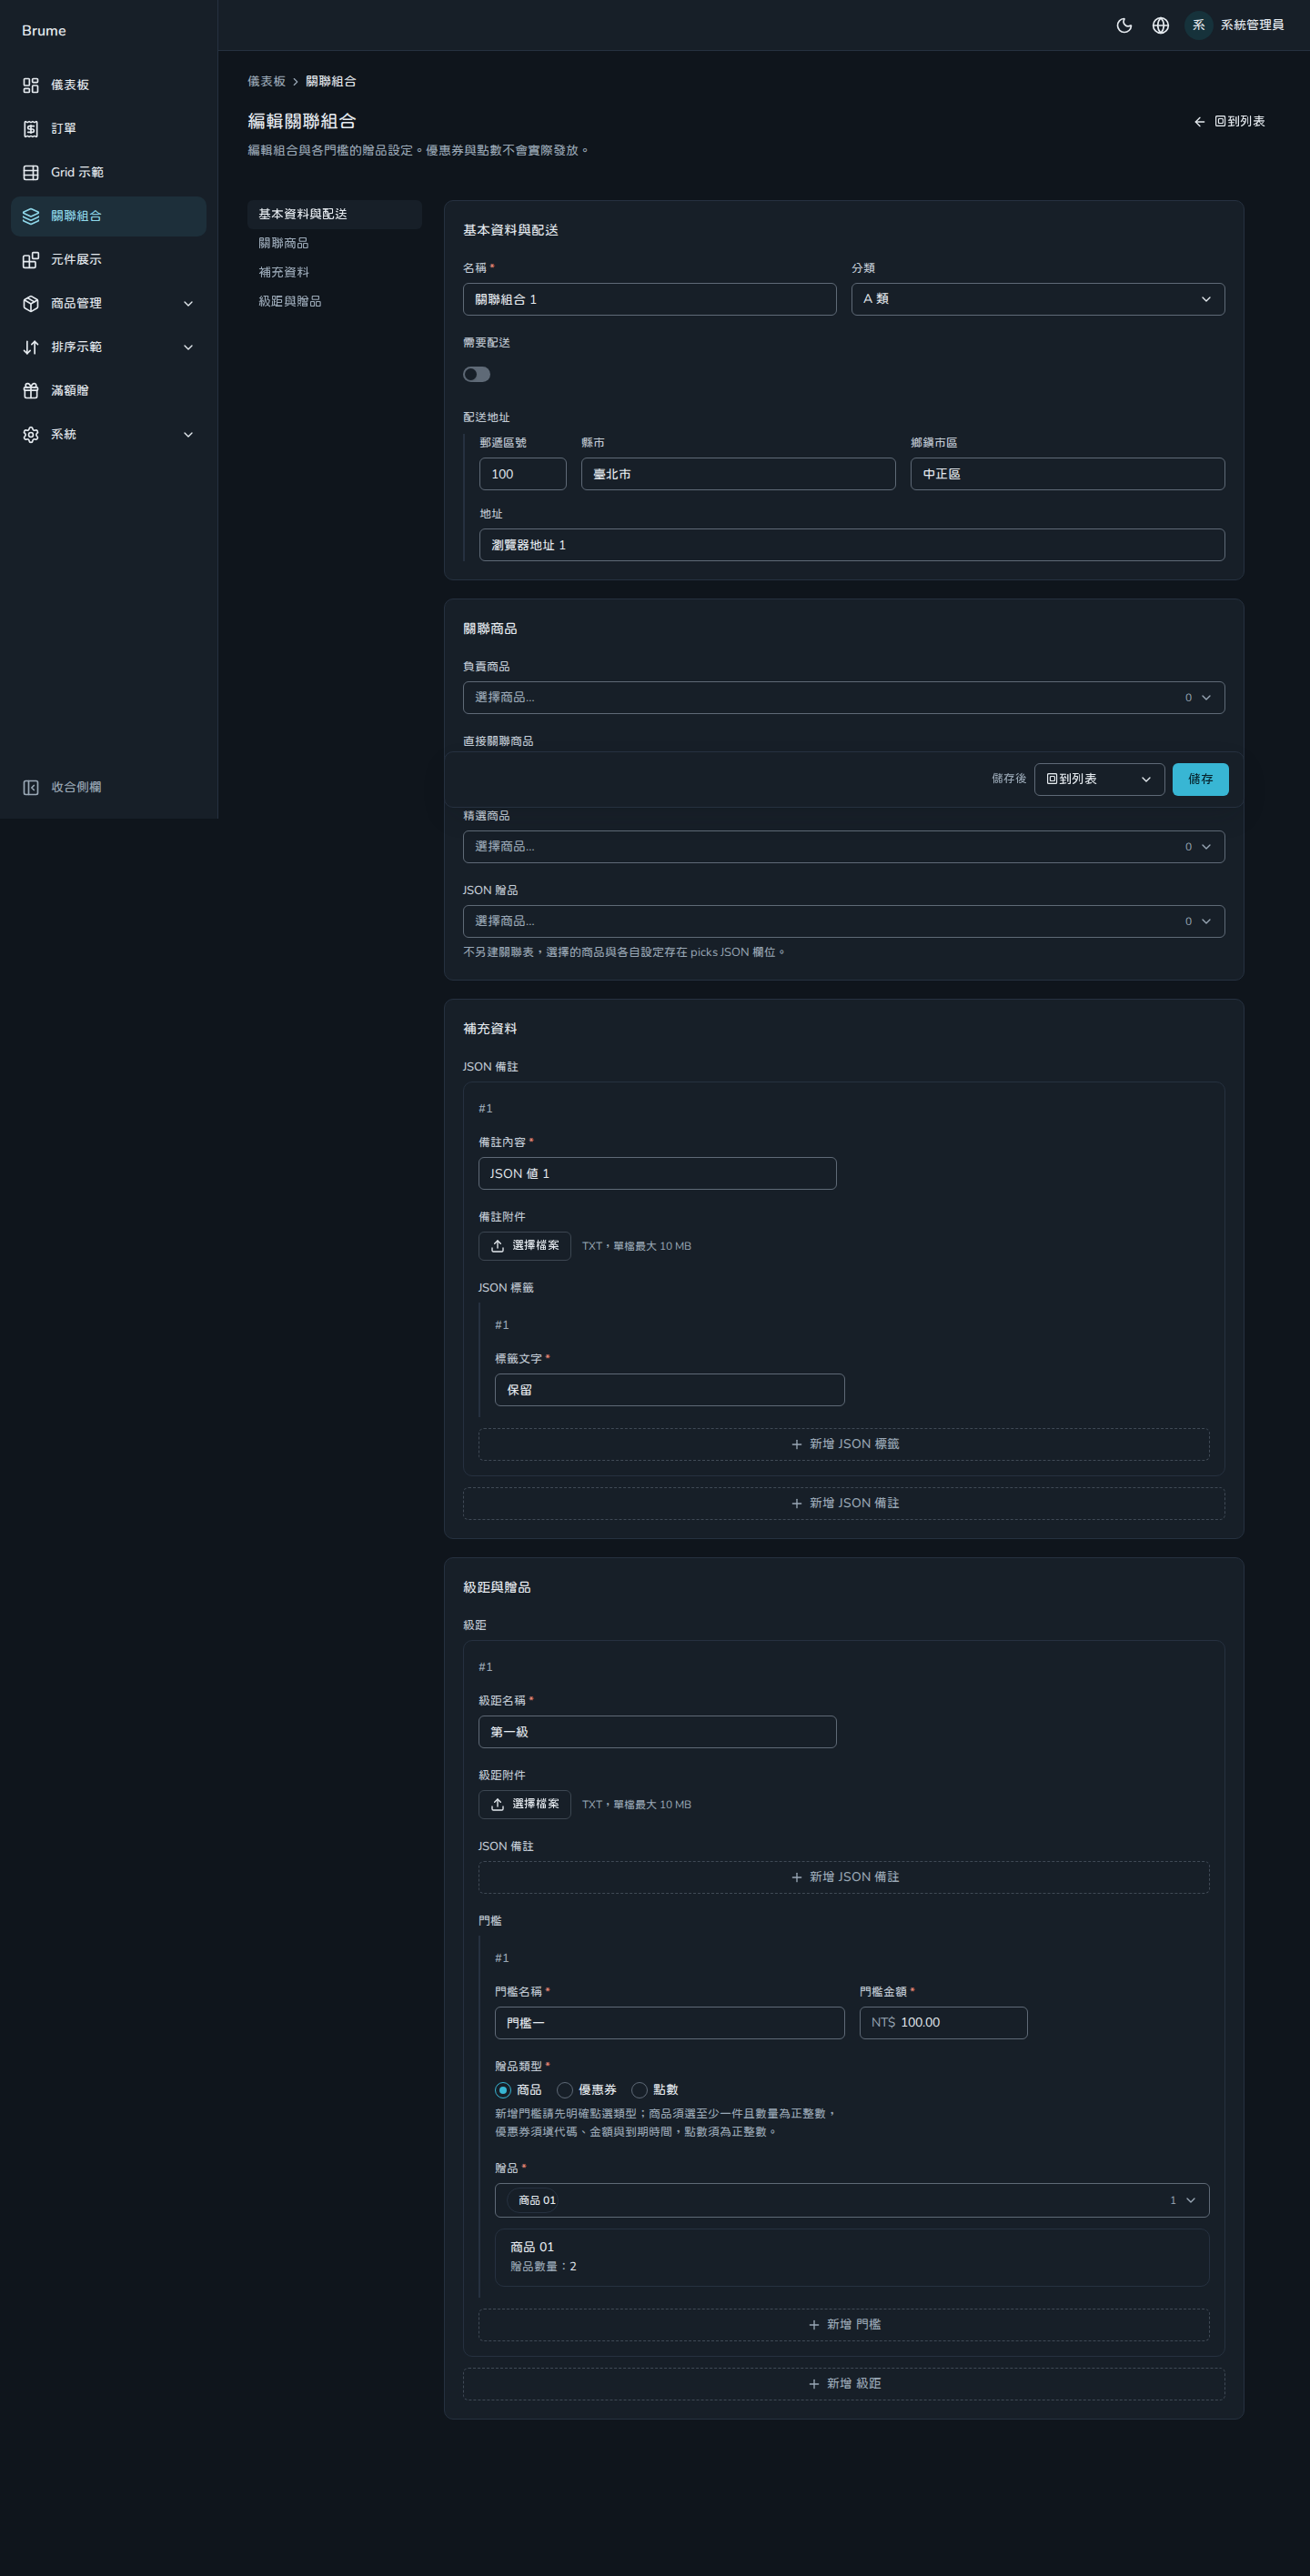 Brume
儀表板
訂單
Grid 示範
關聯組合
元件展示
商品管理
排序示範
滿額贈
系統
收合側欄
系 系統管理員
儀表板 > 關聯組合
編輯關聯組合
回到列表
編輯組合與各門檻的贈品設定。優惠券與點數不會實際發放。
基本資料與配送
關聯商品
補充資料
級距與贈品
基本資料與配送
名稱 *
分類
關聯組合 1
A 類
需要配送
配送地址
郵遞區號
縣市
鄉鎮市區
100
臺北市
中正區
地址
瀏覽器地址 1
關聯商品
負責商品
選擇商品... 0
直接關聯商品
儲存後 回到列表 儲存
精選商品
選擇商品... 0
JSON 贈品
選擇商品... 0
不另建關聯表，選擇的商品與各自設定存在 picks JSON 欄位。
補充資料
JSON 備註
#1
備註內容 *
JSON 值 1
備註附件
選擇檔案 TXT，單檔最大 10 MB
JSON 標籤
#1
標籤文字 *
保留
+ 新增 JSON 標籤
+ 新增 JSON 備註
級距與贈品
級距
#1
級距名稱 *
第一級
級距附件
選擇檔案 TXT，單檔最大 10 MB
JSON 備註
+ 新增 JSON 備註
門檻
#1
門檻名稱 *
門檻金額 *
門檻一
NT$ 100.00
贈品類型 *
商品 優惠券 點數
新增門檻請先明確點選類型；商品須選至少一件且數量為正整數，
優惠券須填代碼、金額與到期時間，點數須為正整數。
贈品 *
商品 01 1
商品 01
贈品數量：2
+ 新增 門檻
+ 新增 級距